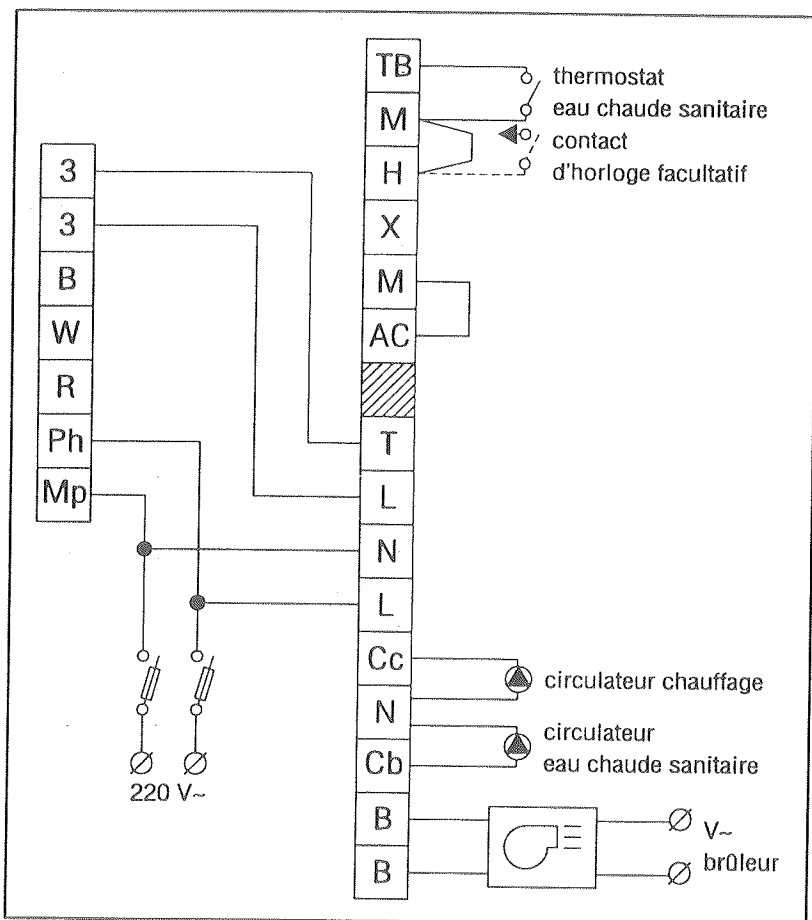 3
3
B
W
R
Ph
Mp
220 V~
TB
M
H
X
M
AC
T
L
N
L
Cc
N
Cb
B
B
thermostat
eau chaude sanitaire
contact
d'horloge facultatif
circulateur chauffage
circulateur
eau chaude sanitaire
V~
brûleur